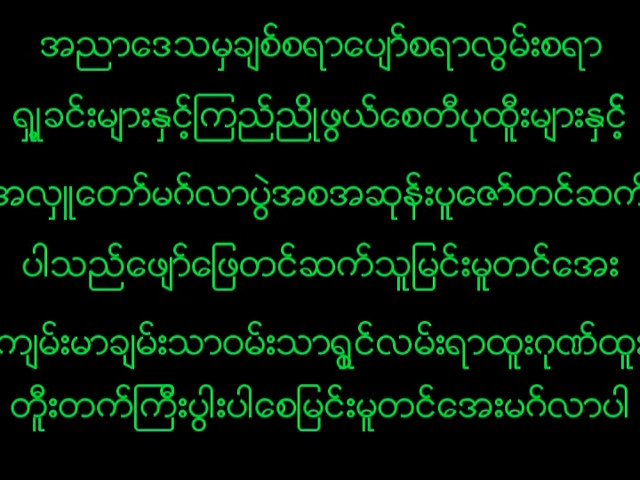 အညာဒေသမှချစ်စရာပျော်စရာလွမ်းစရာ
ရှုခင်းများနှင့်ကြည်ညိုဖွယ်စေတီပုထိုးများနှင့်
အလှူတော်မင်္ဂလာပွဲအစအဆုန်းပူဇော်တင်ဆက်
ပါသည်ဖျော်ဖြေတင်ဆက်သူမြင်းမူတင်အေး
ကျမ်းမာချမ်းသာဝမ်းသာရွှင်လမ်းရာထူးဂုဏ်ထူး
တိုးတက်ကြီးပွါးပါစေမြင်းမူတင်အေးမင်္ဂလာပါ